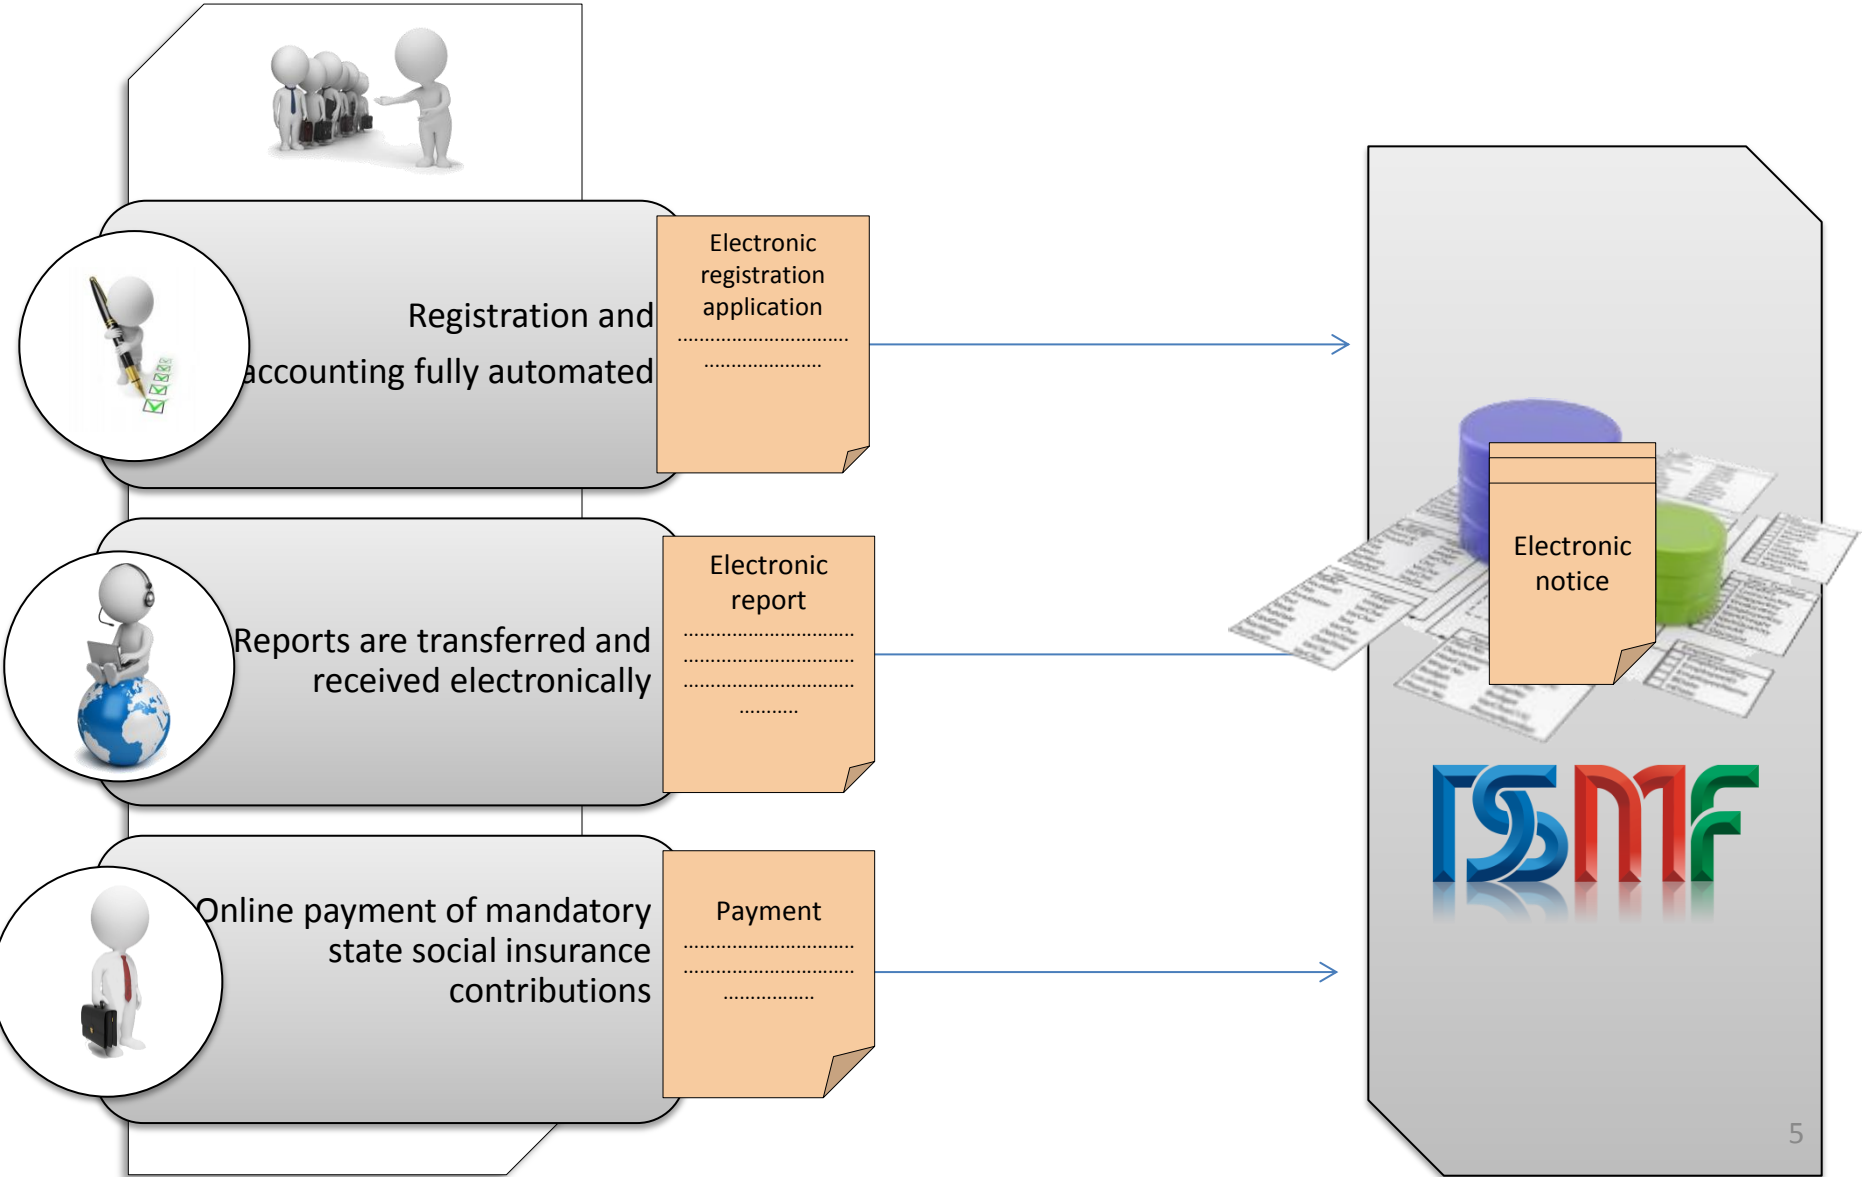 Registration and
accounting fully automated
Electronic
registration
application
................................
......................
Reports are transferred and
received electronically
Electronic
report
................................
................................
................................
...........
Online payment of mandatory
state social insurance
contributions
Payment
................................
................................
.................
Electronic
notice
5